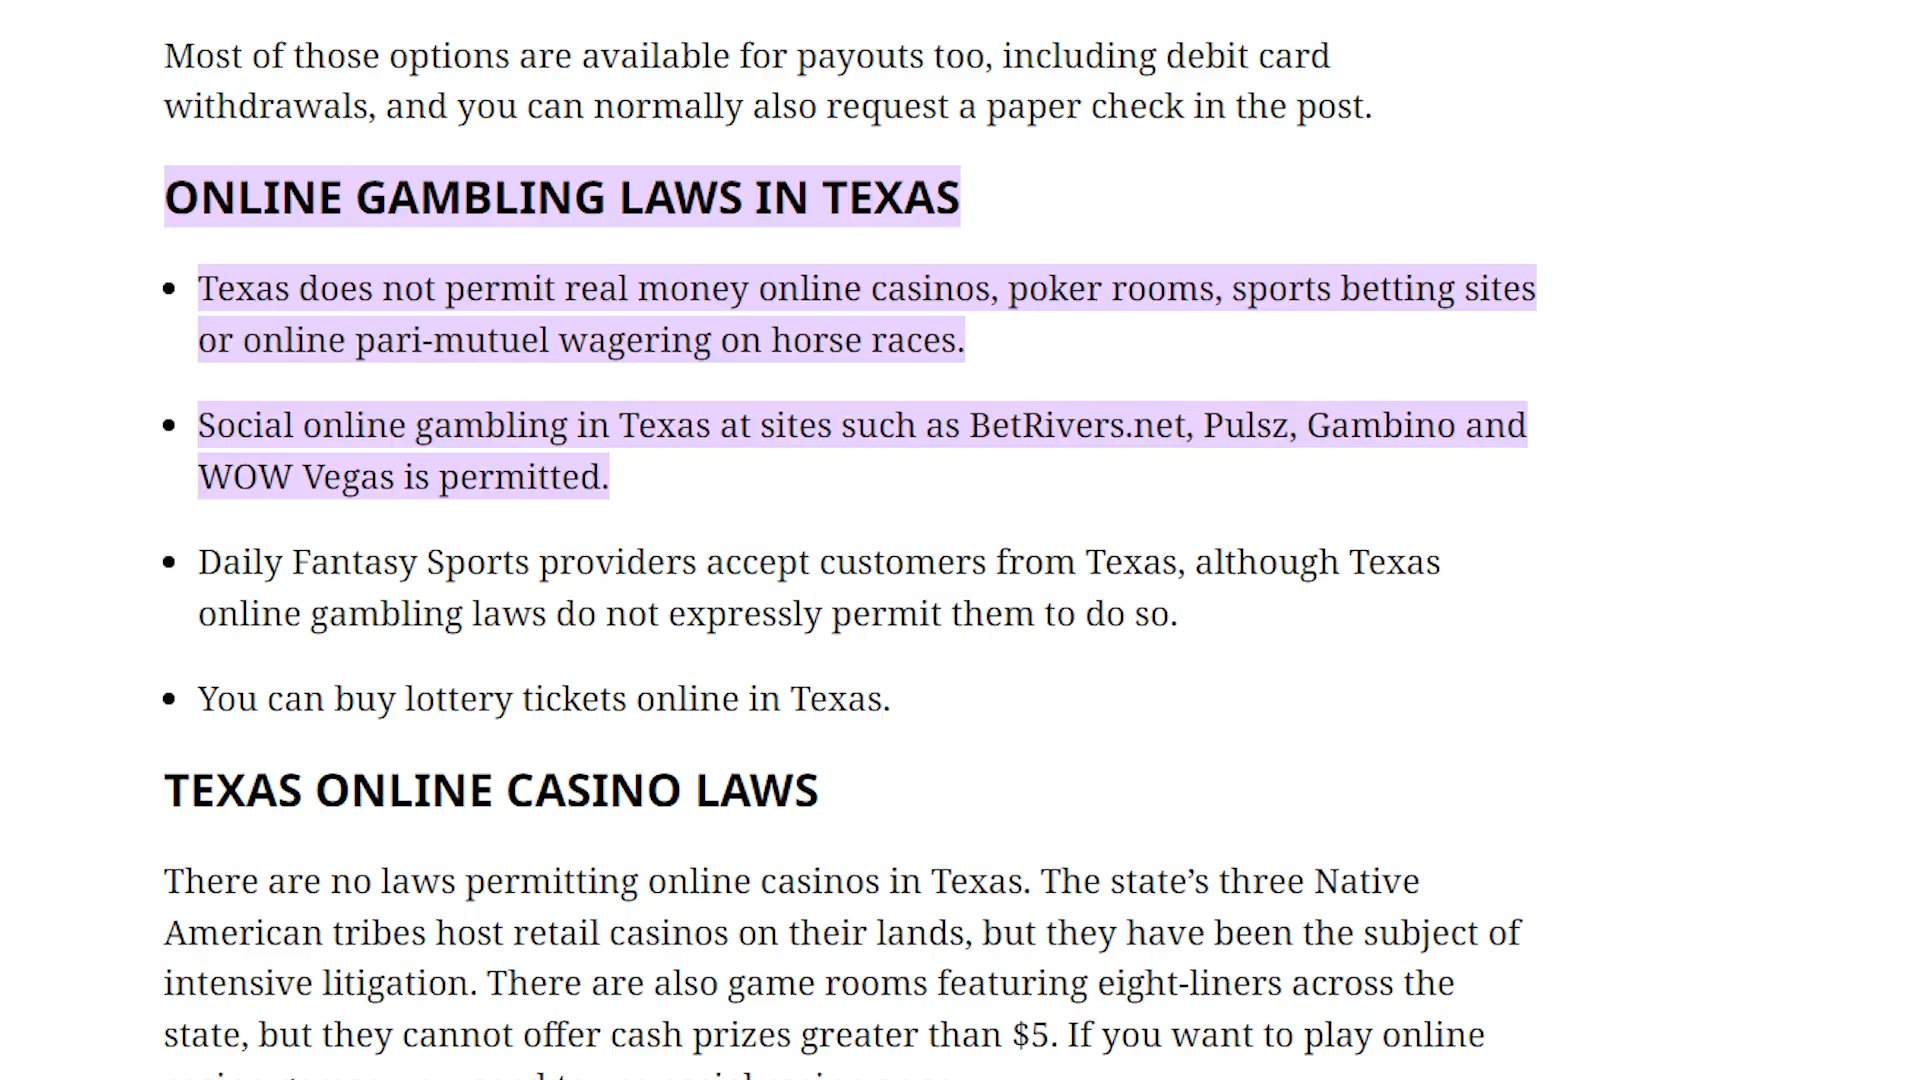 Most of those options are available for payouts too, including debit card
withdrawals, and you can normally also request a paper check in the post.
ONLINE GAMBLING LAWS IN TEXAS
• Texas does not permit real money online casinos, poker rooms, sports betting sites
or online pari-mutuel wagering on horse races.
• Social online gambling in Texas at sites such as BetRivers.net, Pulsz, Gambino and
WOW Vegas is permitted.
• Daily Fantasy Sports providers accept customers from Texas, although Texas
online gambling laws do not expressly permit them to do so.
• You can buy lottery tickets online in Texas.
TEXAS ONLINE CASINO LAWS
There are no laws permitting online casinos in Texas. The state’s three Native
American tribes host retail casinos on their lands, but they have been the subject of
intensive litigation. There are also game rooms featuring eight-liners across the
state, but they cannot offer cash prizes greater than $5. If you want to play online